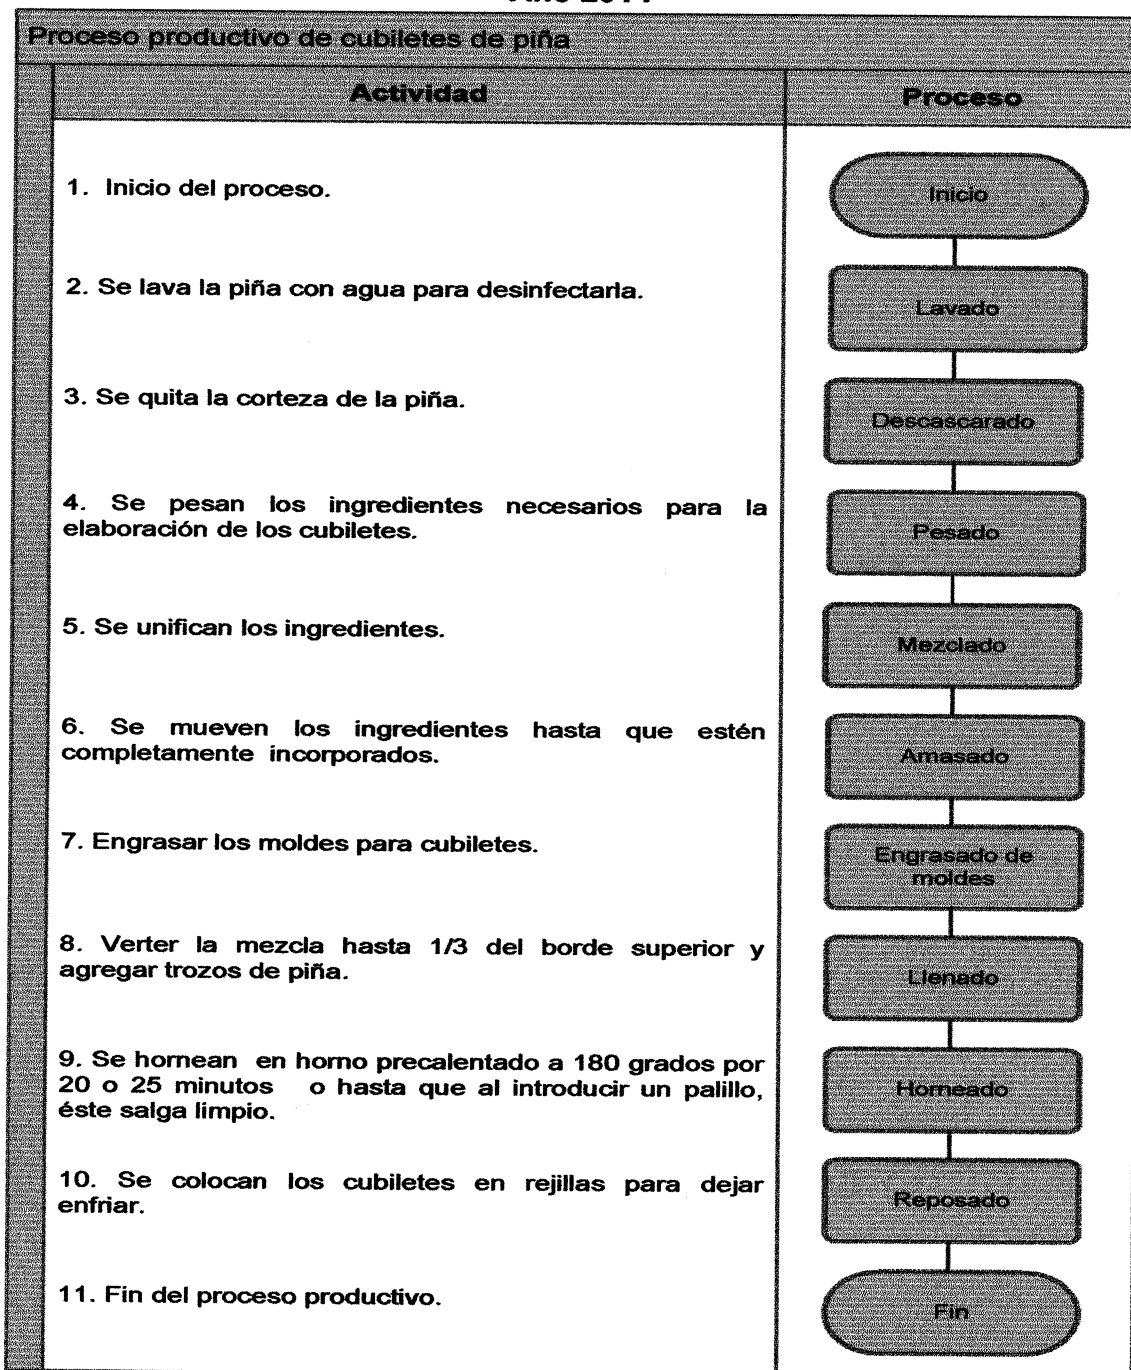 Proceso productivo de cubiletes de piña
Actividad
Proceso
1. Inicio del proceso.
Inicio
2. Se lava la piña con agua para desinfectarla.
Lavado
3. Se quita la corteza de la piña.
Descascarado
4. Se pesan los ingredientes necesarios para la
elaboración de los cubiletes.
Pesado
5. Se unifican los ingredientes.
Mezclado
6. Se mueven los ingredientes hasta que estén
completamente incorporados.
Amasado
7. Engrasar los moldes para cubiletes.
Engrasado de
moldes
8. Verter la mezcla hasta 1/3 del borde superior y
agregar trozos de piña.
Llenado
9. Se hornean en horno precalentado a 180 grados por
20 o 25 minutos o hasta que al introducir un palillo,
éste salga limpio.
Horneado
10. Se colocan los cubiletes en rejillas para dejar
enfriar.
Reposado
11. Fin del proceso productivo.
Fin